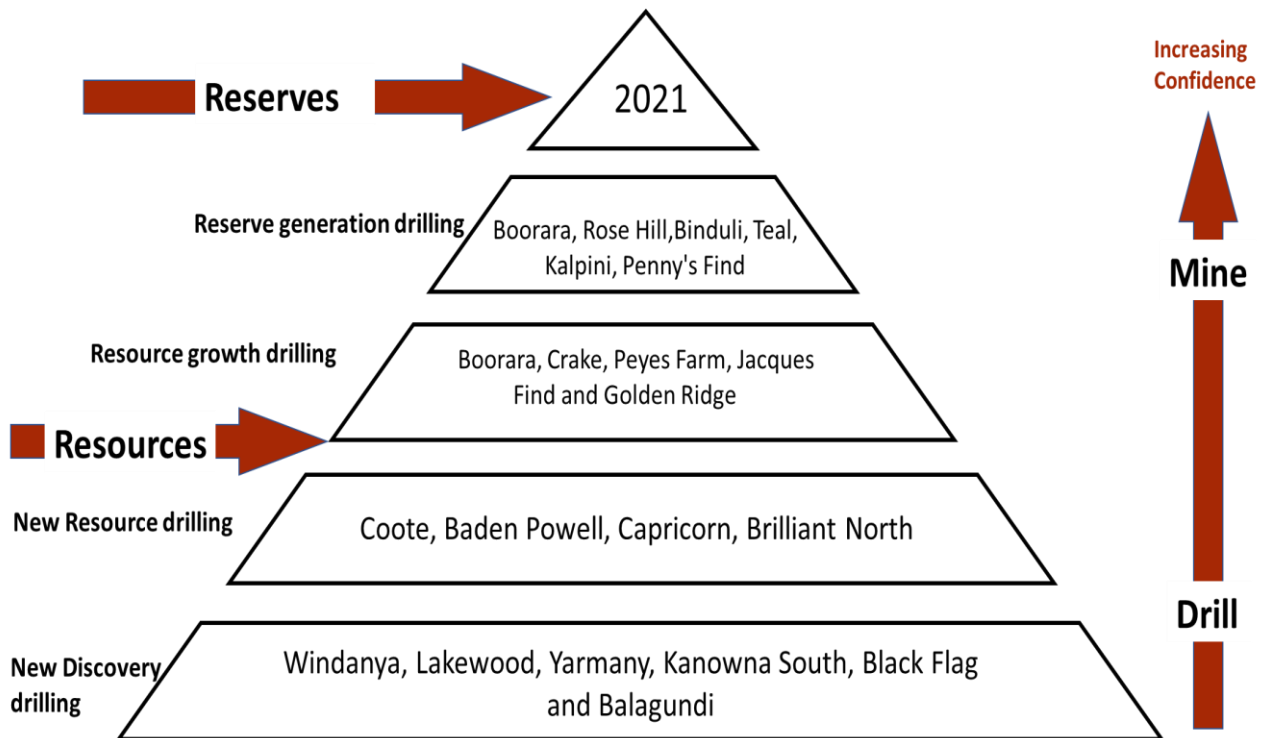 Increasing
Confidence
Reserves
2021
Reserve generation drilling
Boorara, Rose Hill,Binduli, Teal,
Kalpini, Penny's Find
Mine
Resource growth drilling
Boorara, Crake, Peyes Farm, Jacques
Find and Golden Ridge
Resources
New Resource drilling
Coote, Baden Powell, Capricorn, Brilliant North
Drill
New Discovery
drilling
Windanya, Lakewood, Yarmany, Kanowna South, Black Flag
and Balagundi